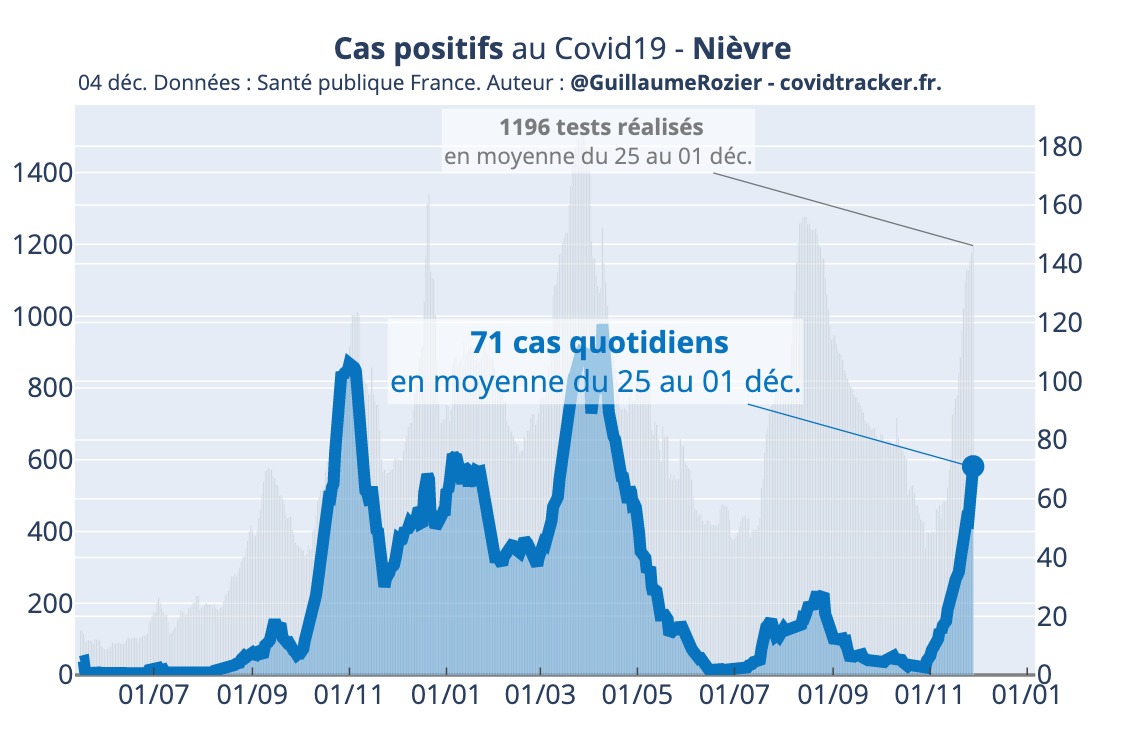 Cas positifs au Covid19 - Nièvre
04 déc. Données : Santé publique France. Auteur : @GuillaumeRozier - covidtracker.fr.
1196 tests réalisés
en moyenne du 25 au 01 déc.
71 cas quotidiens
en moyenne du 25 au 01 déc.
1400
1200
1000
800
600
400
200
0
180
160
140
120
100
80
60
40
20
0
01/07 01/09 01/11 01/01 01/03 01/05 01/07 01/09 01/11 01/01